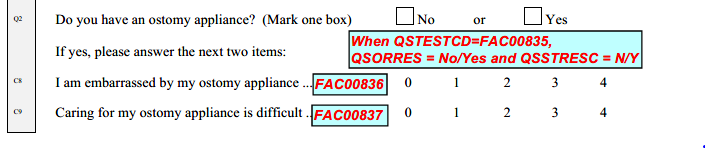 Q2 Do you have an ostomy appliance? (Mark one box) No or Yes
When QSTESTCD=FAC00835,
If yes, please answer the next two items: QSORRES = No/Yes and QSSTRESC = N/Y
C8 I am embarrassed by my ostomy appliance ... FAC00836 0 1 2 3 4
C9 Caring for my ostomy appliance is difficult .. FAC00837 0 1 2 3 4